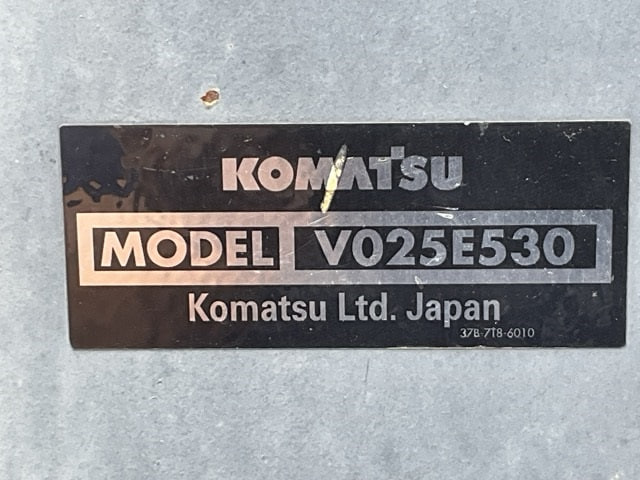 KOMATSU
MODEL V025E530
Komatsu Ltd. Japan
37B-7T8-6010